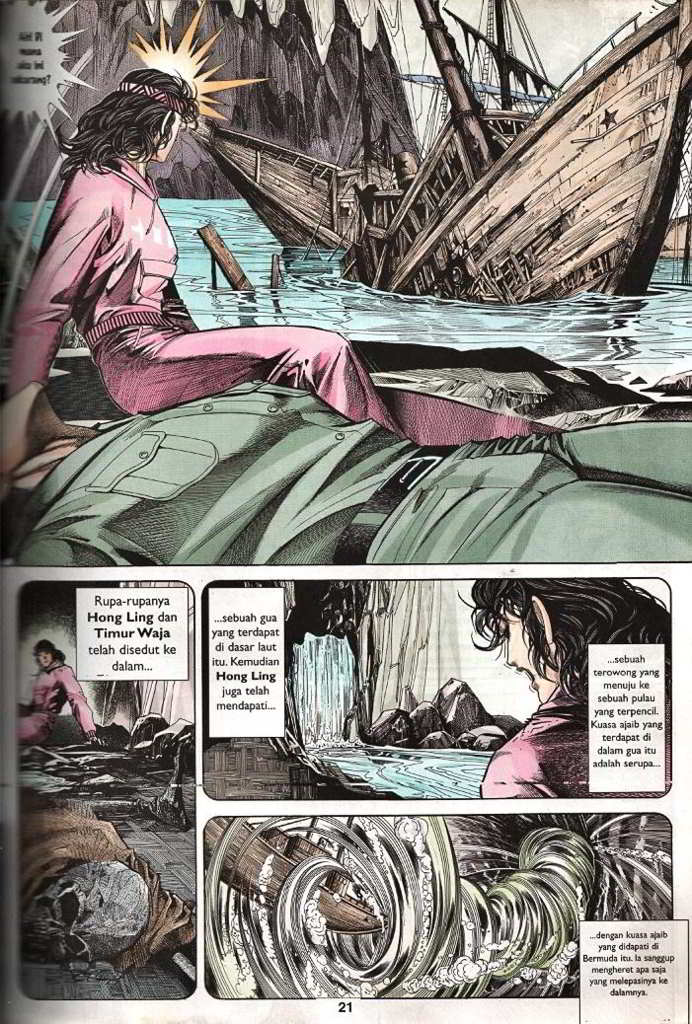 Rupa-rupanya
Hong Ling dan
Timur Waja
telah disedut ke
dalam...
...sebuah gua
yang terdapat
di dasar laut
itu. Kemudian
Hong Ling
juga telah
mendapati...
...sebuah
terowong yang
menuju ke
sebuah pulau
yang terpencil.
Kuasa ajaib yang
terdapat di
dalam gua itu
adalah serupa...
...dengan kuasa ajaib
yang didapati di
Bermuda itu. Ia sanggup
mengheret apa saja
yang melepasinya ke
dalamnya.
21